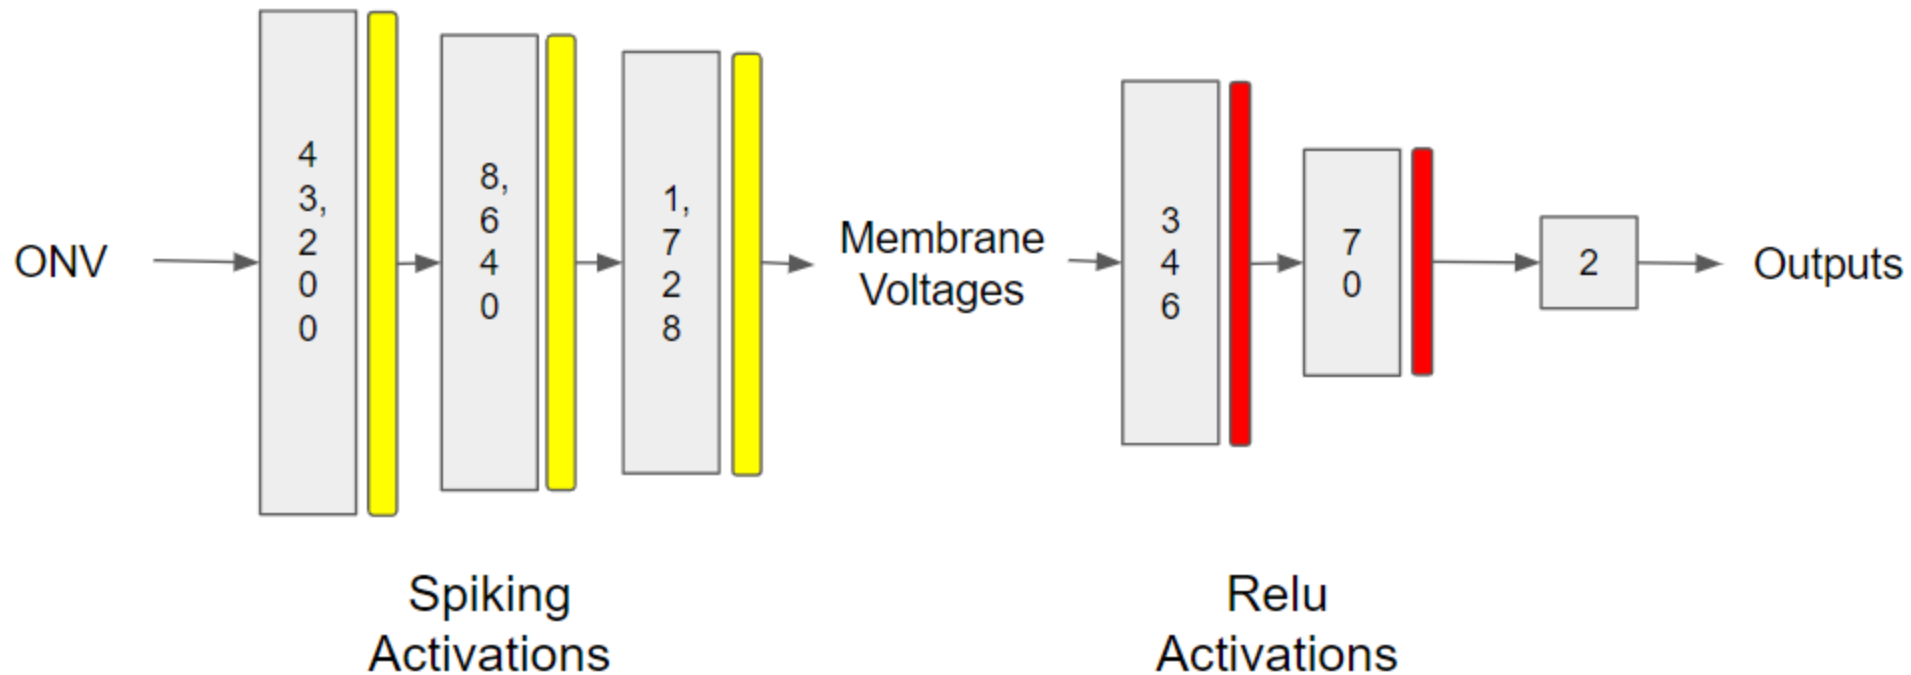 ONV
4
3,
2
0
0
8,
6
4
0
1,
7
2
8
Membrane
Voltages
3
4
6
7
0
2
Outputs
Spiking
Activations
Relu
Activations